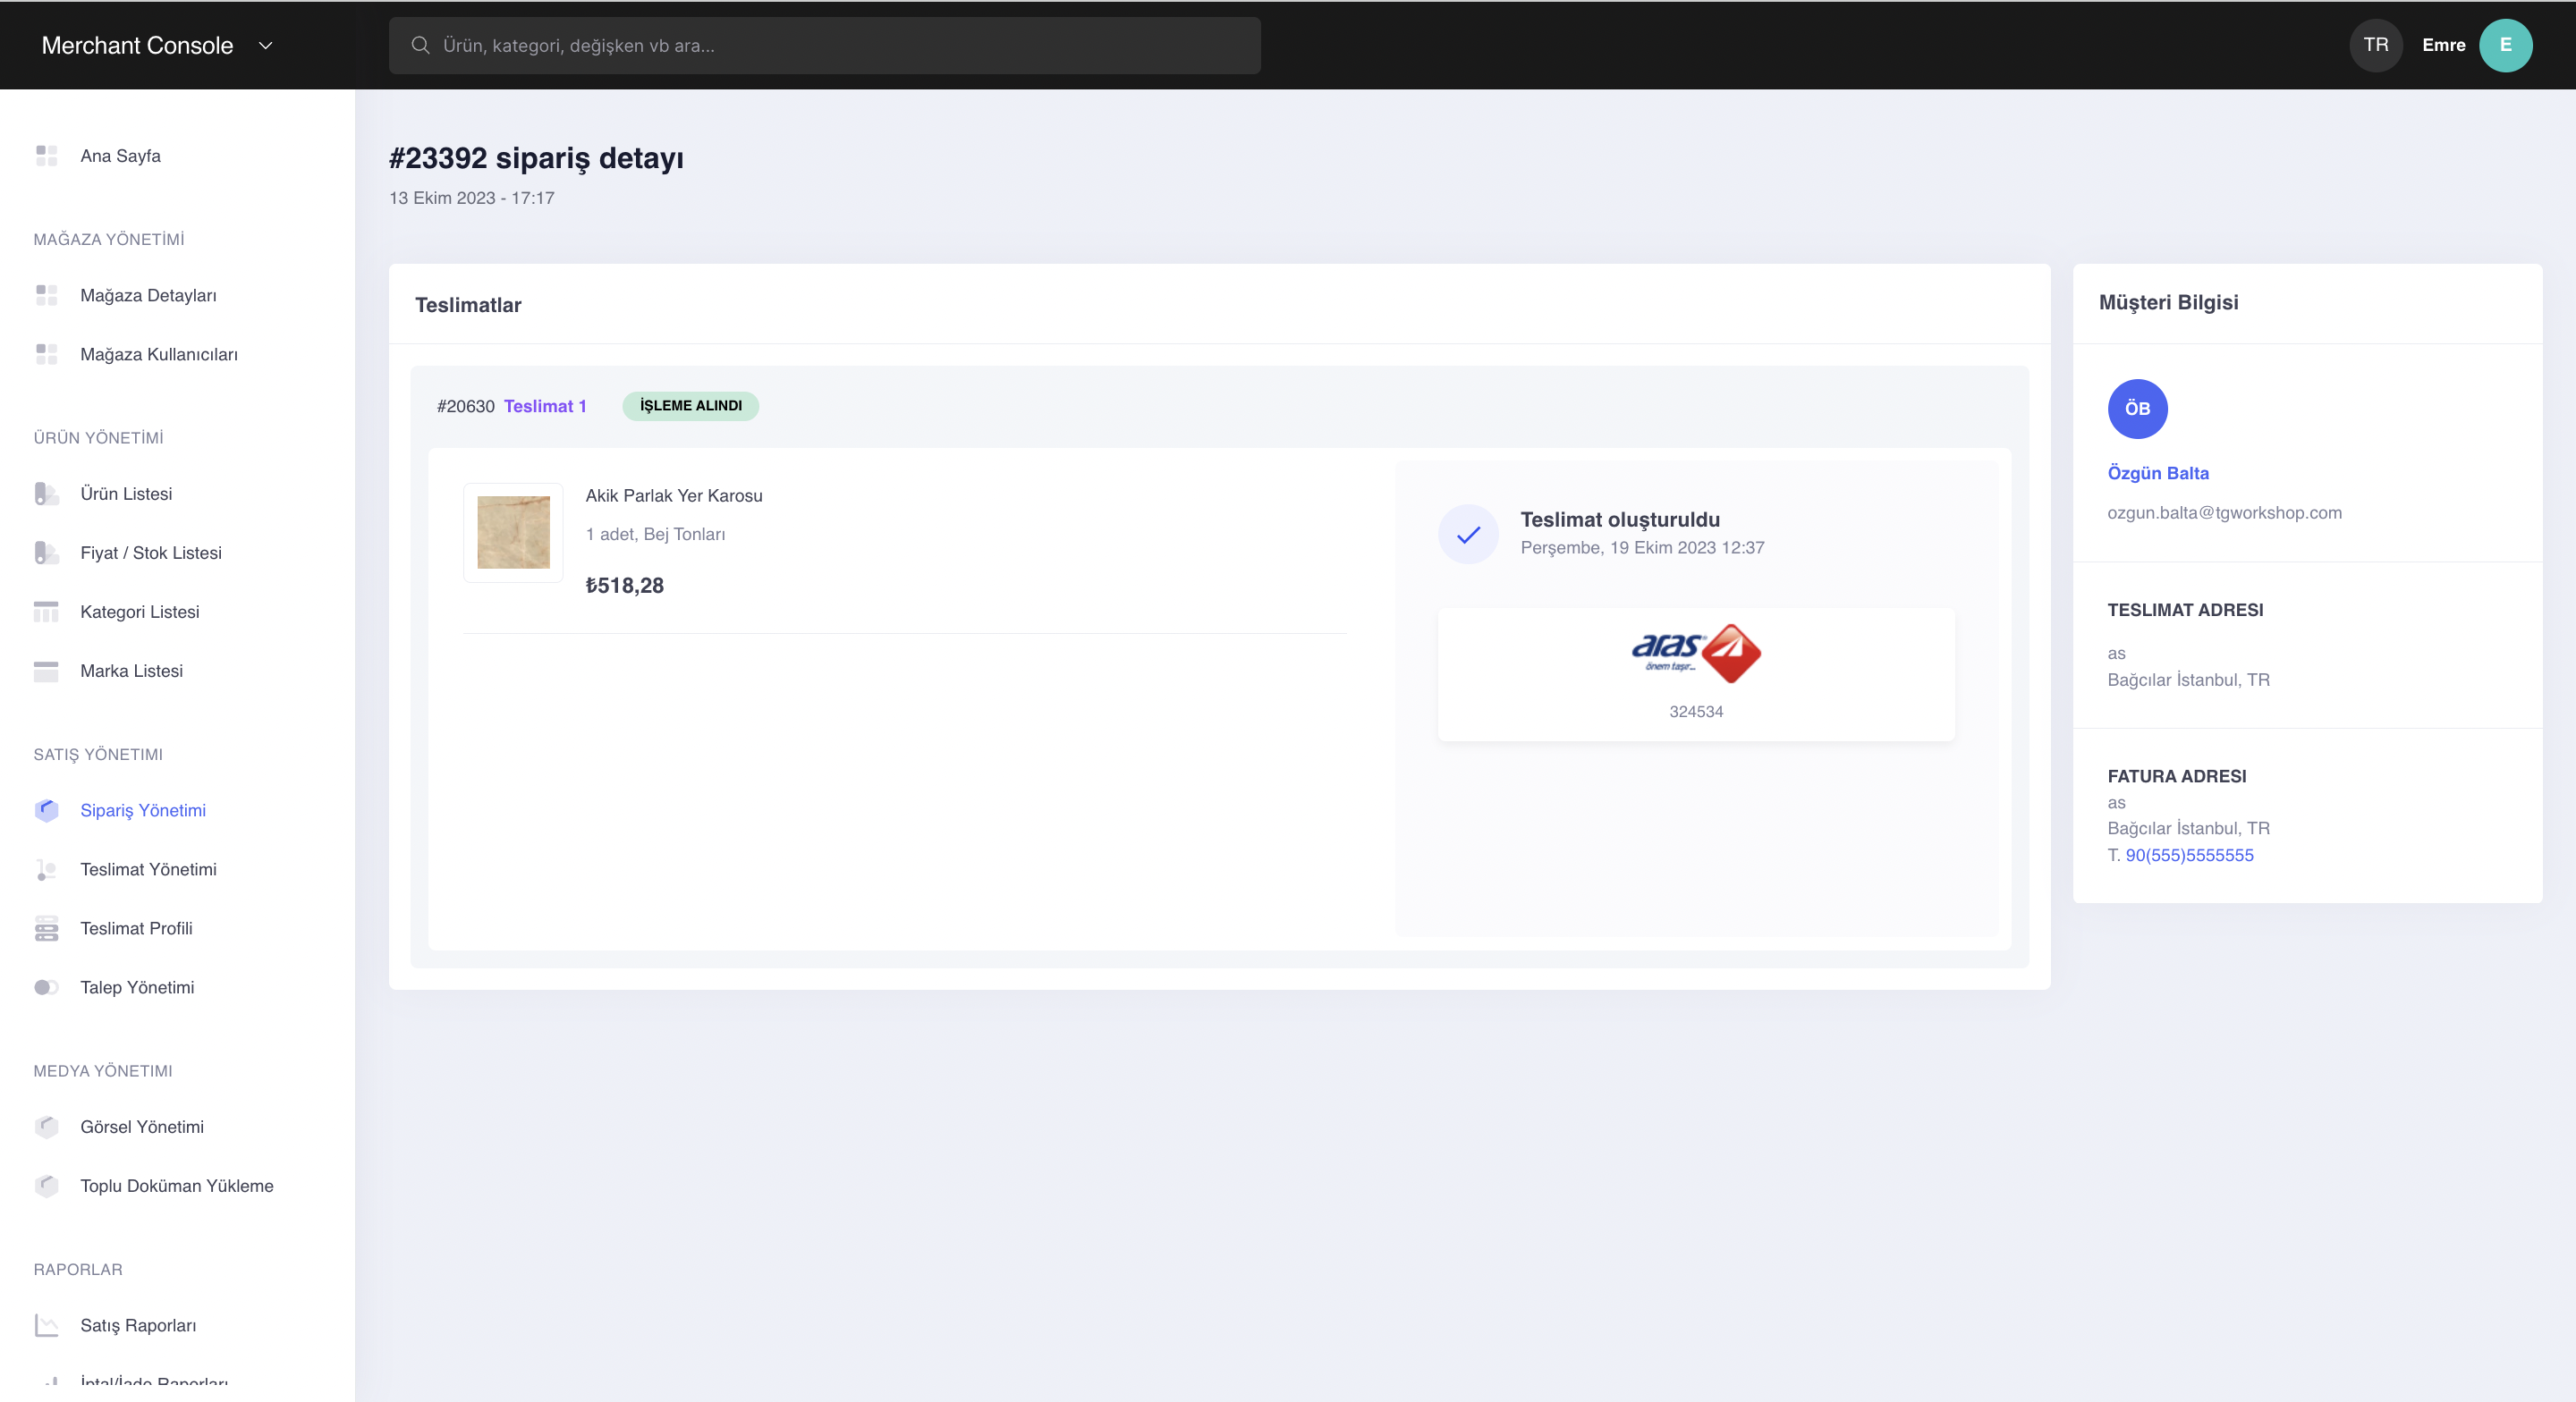 Merchant Console
Ürün, kategori, değişken vb ara...
TR
Emre
E
Ana Sayfa
MAĞAZA YÖNETİMİ
Mağaza Detayları
Mağaza Kullanıcıları
ÜRÜN YÖNETİMİ
Ürün Listesi
Fiyat / Stok Listesi
Kategori Listesi
Marka Listesi
SATIŞ YÖNETIMI
Sipariş Yönetimi
Teslimat Yönetimi
Teslimat Profili
Talep Yönetimi
MEDYA YÖNETIMI
Görsel Yönetimi
Toplu Doküman Yükleme
RAPORLAR
Satış Raporları
İptal/İade Raporları
#23392 sipariş detayı
13 Ekim 2023 - 17:17
Teslimatlar
#20630 Teslimat 1
İŞLEME ALINDI
Akik Parlak Yer Karosu
1 adet, Bej Tonları
₺518,28
Teslimat oluşturuldu
Perşembe, 19 Ekim 2023 12:37
aras
önem taşır...
324534
Müşteri Bilgisi
ÖB
Özgün Balta
ozgun.balta@tgworkshop.com
TESLIMAT ADRESI
as
Bağcılar İstanbul, TR
FATURA ADRESI
as
Bağcılar İstanbul, TR
T. 90(555)5555555